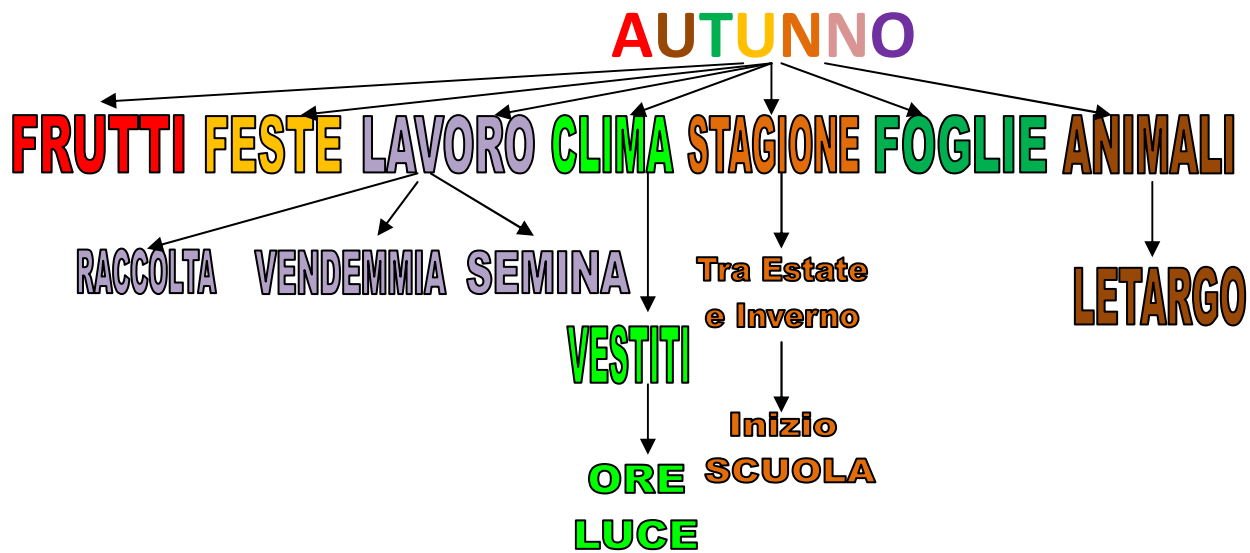 AUTUNNO
FRUTTI FESTE LAVORO CLIMA STAGIONE FOGLIE ANIMALI
RACCOLTA VENDEMMIA SEMINA
Tra Estate
e Inverno
LETARGO
VESTITI
Inizio
SCUOLA
ORE
LUCE